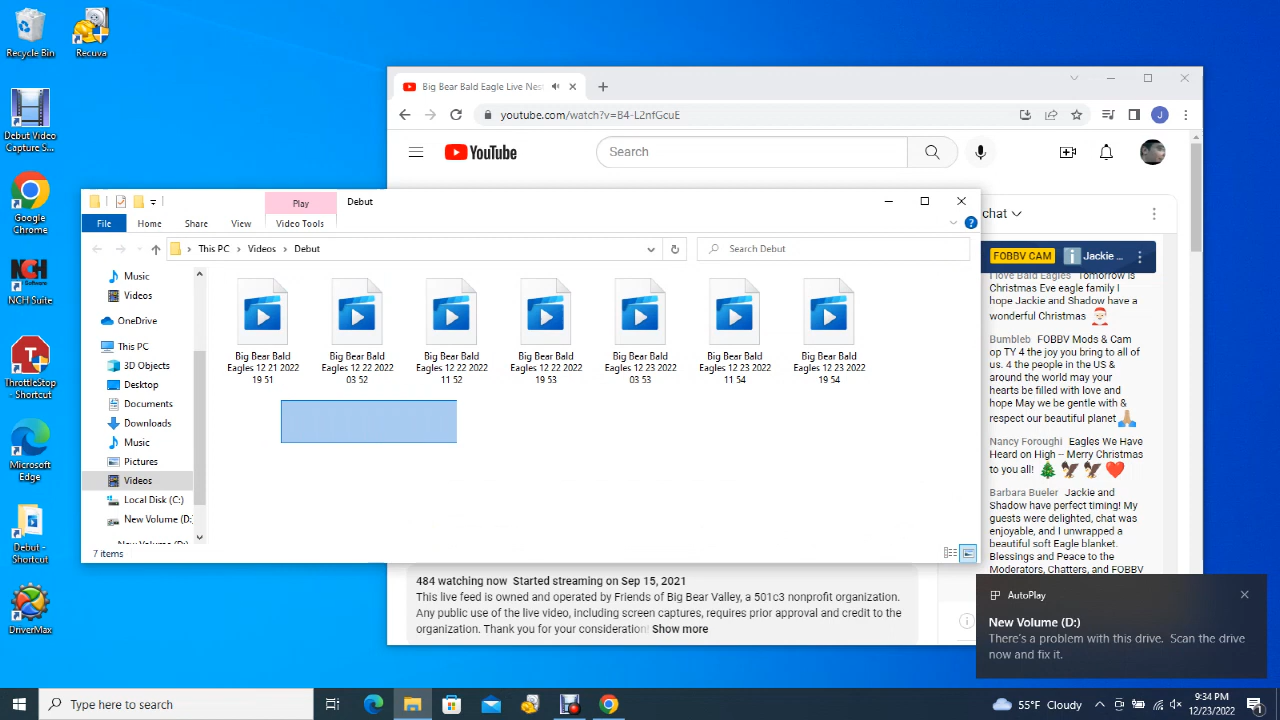 Recycle Bin
Recuva
Debut Video
Capture S...
Google
Chrome
NCH
Software
NCH Suite
ThrottleStop
- Shortcut
Microsoft
Edge
Debut -
Shortcut
DriverMax
Big Bear Bald Eagle Live Nest
youtube.com/watch?v=B4-L2nfGcuE
YouTube
Search
Play
Debut
File
Home
Share
View
Video Tools
This PC
Videos
Debut
Search Debut
Music
Videos
OneDrive
This PC
3D Objects
Desktop
Documents
Downloads
Music
Pictures
Videos
Local Disk (C:)
New Volume (D:)
New Volume (D:)
Big Bear Bald
Eagles 12 21 2022
19 51
Big Bear Bald
Eagles 12 22 2022
03 52
Big Bear Bald
Eagles 12 22 2022
11 52
Big Bear Bald
Eagles 12 22 2022
19 53
Big Bear Bald
Eagles 12 23 2022
03 53
Big Bear Bald
Eagles 12 23 2022
11 54
Big Bear Bald
Eagles 12 23 2022
19 54
7 items
chat
FOBBV CAM
Jackie ...
I love Bald Eagles Tomorrow is
Christmas Eve eagle family I
hope Jackie and Shadow have a
wonderful Christmas 🎅
Bumbleb FOBBV Mods & Cam
op TY 4 the joy you bring to all of
us. 4 the people in the US &
around the world may your
hearts be filled with love and
hope May we be gentle with &
respect our beautiful planet 🙏
Nancy Foroughi Eagles We Have
Heard on High – Merry Christmas
to you all! 🎄 🦅 🦅 ❤️
Barbara Bueler Jackie and
Shadow have perfect timing! My
guests were delighted, chat was
enjoyable, and I unwrapped a
beautiful soft Eagle blanket.
Blessings and Peace to the
Moderators, Chatters, and FOBBV
484 watching now Started streaming on Sep 15, 2021
This live feed is owned and operated by Friends of Big Bear Valley, a 501c3 nonprofit organization.
Any public use of the live video, including screen captures, requires prior approval and credit to the
organization. Thank you for your consideration! Show more
AutoPlay
New Volume (D:)
There's a problem with this drive. Scan the drive
now and fix it.
Type here to search
55°F Cloudy
9:34 PM
12/23/2022
1